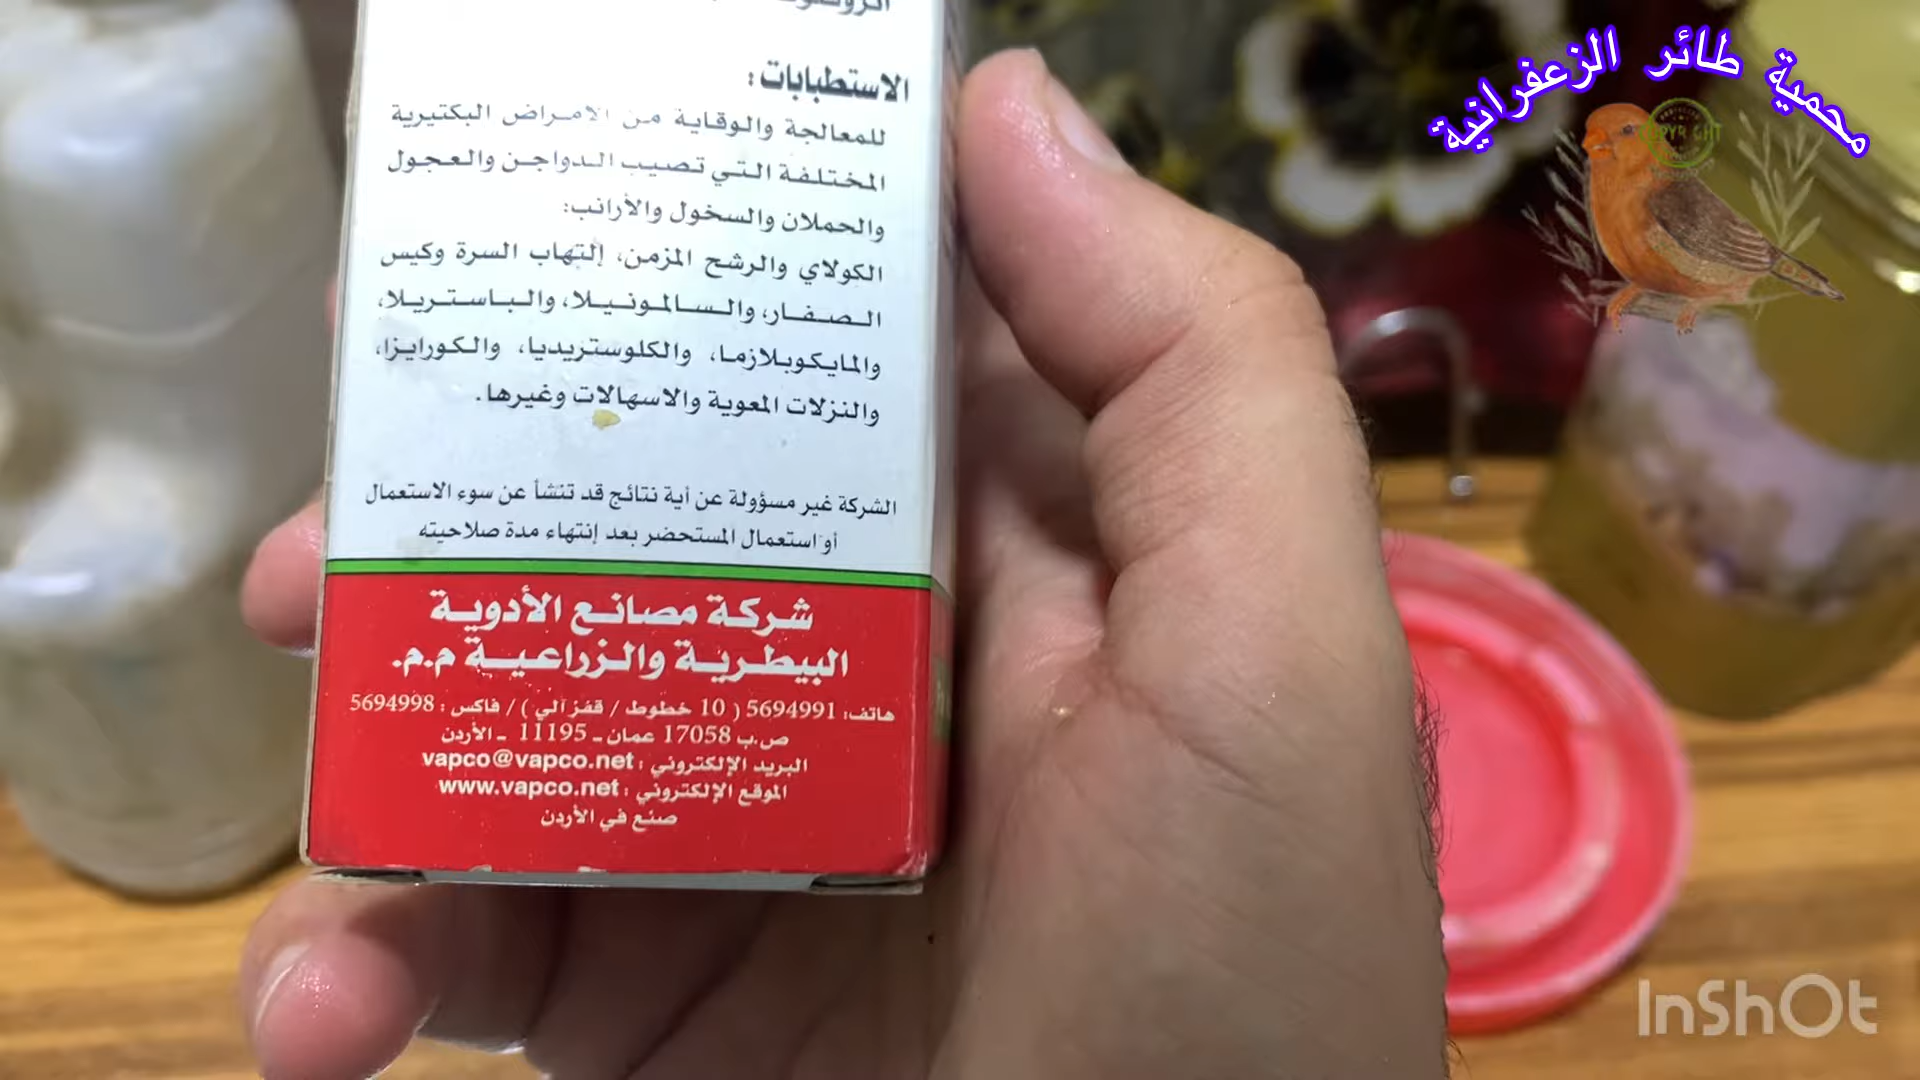 محمية طائر الزعفرانية
الاستطبابات:
للمعالجة والوقاية من الامراض البكتيرية
المختلفة التي تصيب الدواجن والعجول
والحملان والسخول والأرانب:
الكولاي والرشح المزمن، إلتهاب السرة وكيس
الصفار، والسالمونيلا، والباستريلا،
والمايكوبلازما، والكلوستريديا، والكورايزا،
والنزلات المعوية والاسهالات وغيرها.
الشركة غير مسؤولة عن أية نتائج قد تنشأ عن سوء الاستعمال
أو استعمال المستحضر بعد إنتهاء مدة صلاحيته
شركة مصانع الأدوية
البيطرية والزراعية م.م.
هاتف: 5694991 (10 خطوط / قفز آلي) / فاكس: 5694998
ص.ب 17058 عمان - 11195 - الأردن
البريد الإلكتروني : vapco@vapco.net
الموقع الإلكتروني : www.vapco.net
صنع في الأردن
InShOt